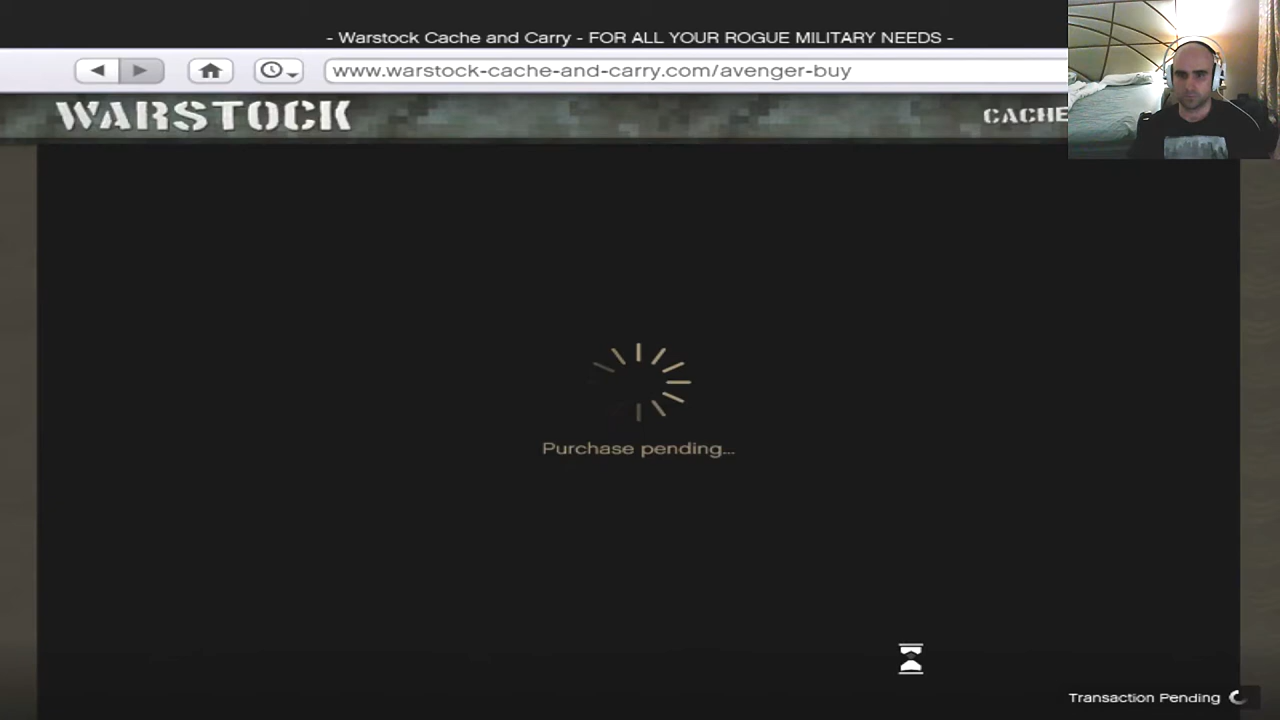 - Warstock Cache and Carry - FOR ALL YOUR ROGUE MILITARY NEEDS -
www.warstock-cache-and-carry.com/avenger-buy
WARSTOCK
CACHE
Purchase pending...
Transaction Pending